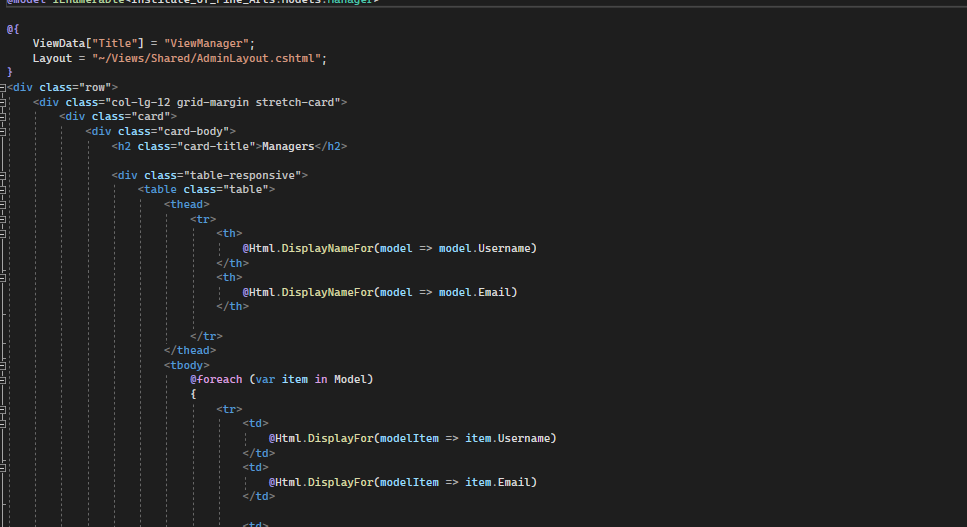 @model IEnumerable<Institute_Of_Fine_Arts.Models.Manager>
@{
ViewData["Title"] = "ViewManager";
Layout = "~/Views/Shared/AdminLayout.cshtml";
}
<div class="row">
<div class="col-lg-12 grid-margin stretch-card">
<div class="card">
<div class="card-body">
<h2 class="card-title">Managers</h2>
<div class="table-responsive">
<table class="table">
<thead>
<tr>
<th>
@Html.DisplayNameFor(model => model.Username)
</th>
<th>
@Html.DisplayNameFor(model => model.Email)
</th>
</tr>
</thead>
<tbody>
@foreach (var item in Model)
{
<tr>
<td>
@Html.DisplayFor(modelItem => item.Username)
</td>
<td>
@Html.DisplayFor(modelItem => item.Email)
</td>
<td>